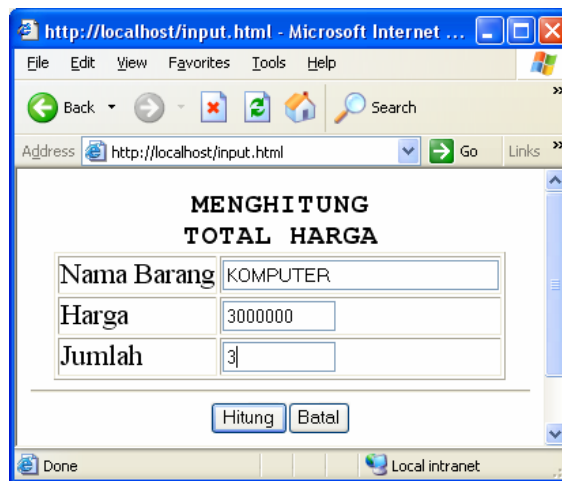 http://localhost/input.html - Microsoft Internet ...
File Edit View Favorites Tools Help
Back Search
Address http://localhost/input.html Go Links
MENGHITUNG
TOTAL HARGA
Nama Barang KOMPUTER
Harga 3000000
Jumlah 3
Hitung Batal
Done Local intranet